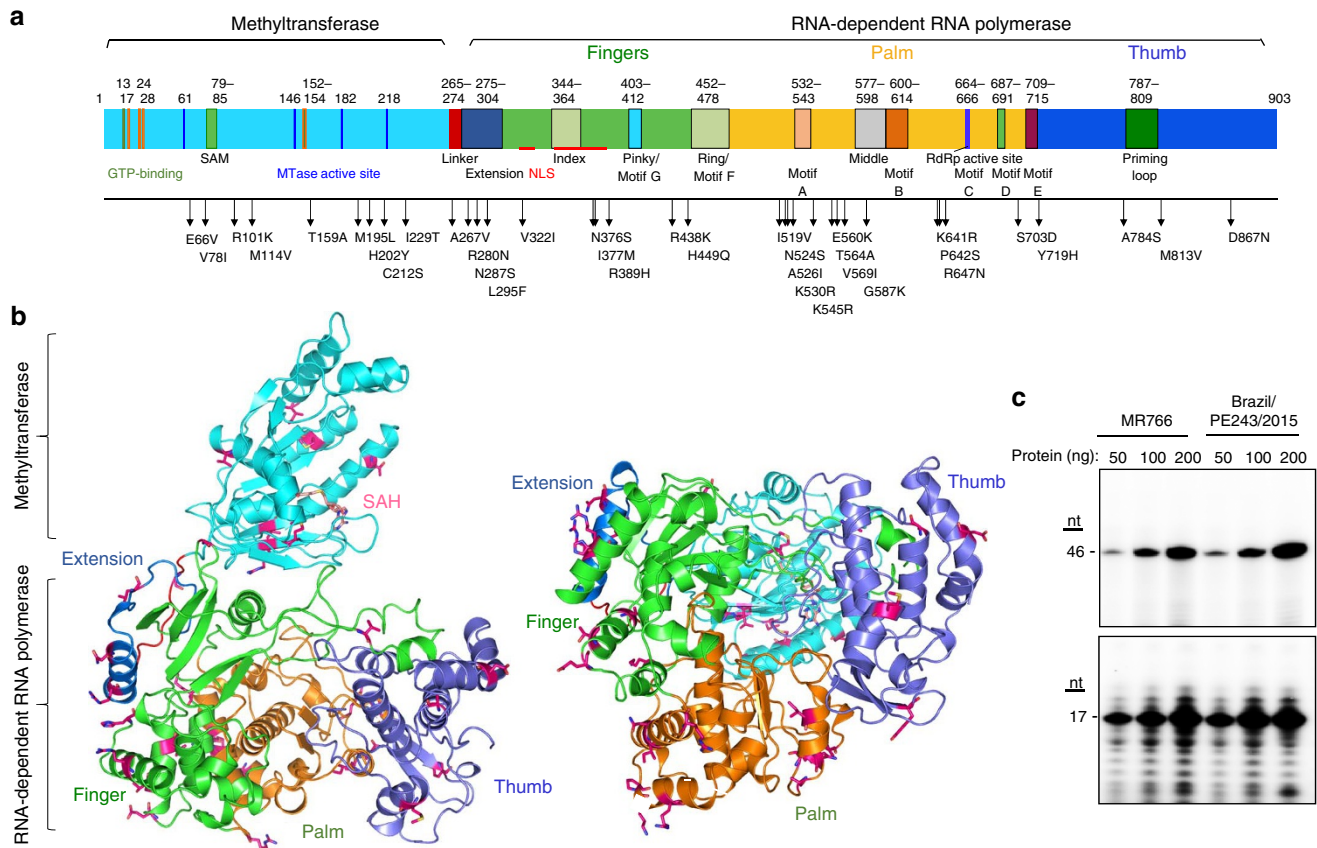 a
Methyltransferase
RNA-dependent RNA polymerase
Fingers
Palm
Thumb
13 24 79– 152– 265– 275– 344– 403– 452– 532– 577– 600– 664– 687– 709– 787–
1 17 28 61 85 146 154 182 218 274 304 364 412 478 543 598 614 666 691 715 809 903
SAM Linker Index Pinky/ Ring/ Middle RdRp active site Priming
GTP-binding MTase active site Extension NLS Motif G Motif F Motif Motif Motif Motif Motif loop
A B C D E
E66V R101K T159A M195L I229T A267V V322I N376S R438K I519V E560K K641R S703D A784S D867N
V78I M114V H202Y R280N I377M H449Q N524S T564A P642S Y719H M813V
C212S N287S R389H A526I V569I R647N
L295F K530R G587K
K545R
b
Methyltransferase
SAH
Extension
RNA-dependent RNA polymerase
Finger
Palm
Thumb
Extension
Thumb
Finger
Palm
c
Brazil/
MR766 PE243/2015
Protein (ng): 50 100 200 50 100 200
nt
46 -
nt
17 -